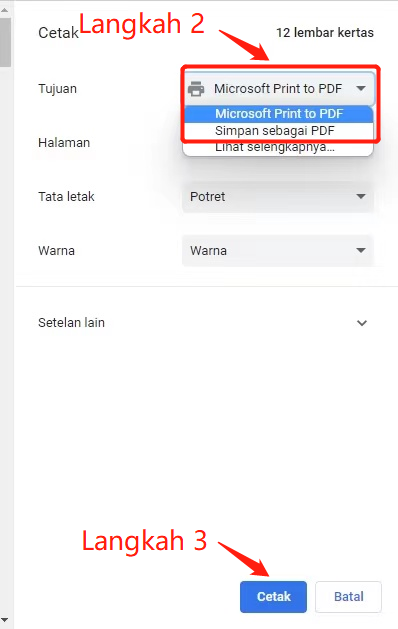 Langkah 2
Cetak 12 lembar kertas
Tujuan Microsoft Print to PDF
Microsoft Print to PDF
Simpan sebagai PDF
Halaman Lihat selengkapnya...
Tata letak Potret
Warna Warna
Setelan lain
Langkah 3
Cetak Batal